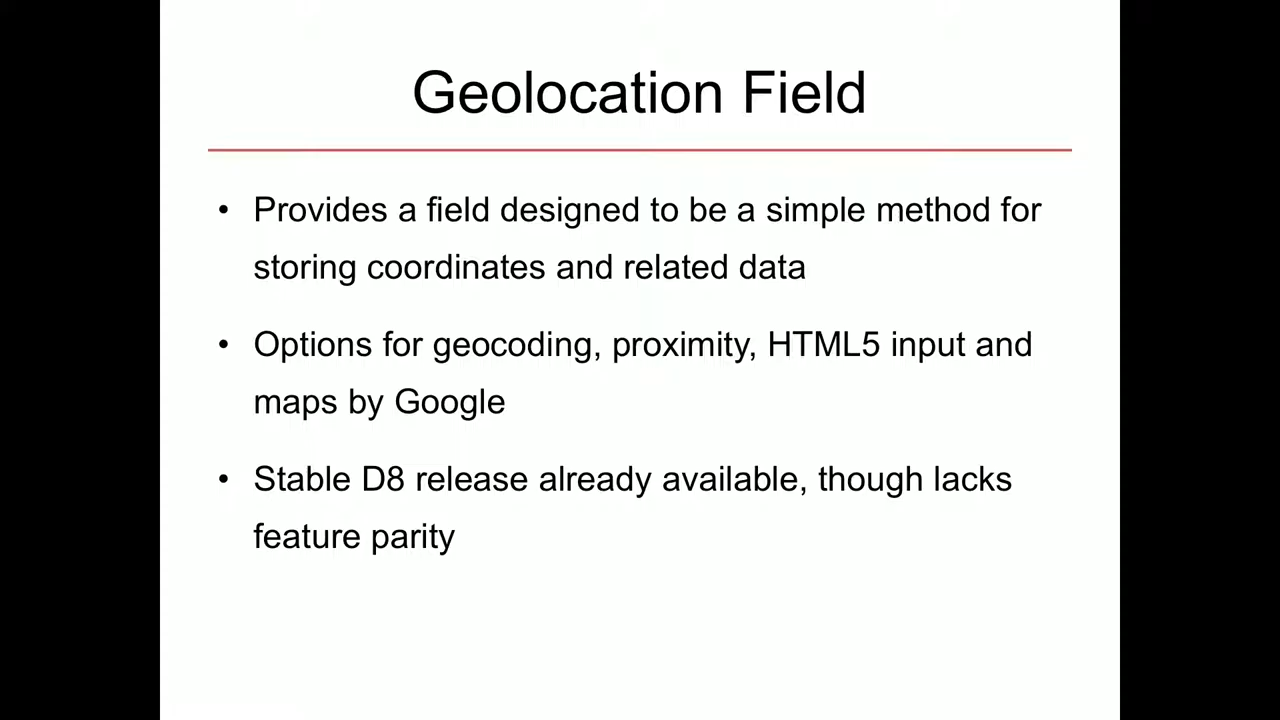 Geolocation Field
• Provides a field designed to be a simple method for
storing coordinates and related data
• Options for geocoding, proximity, HTML5 input and
maps by Google
• Stable D8 release already available, though lacks
feature parity